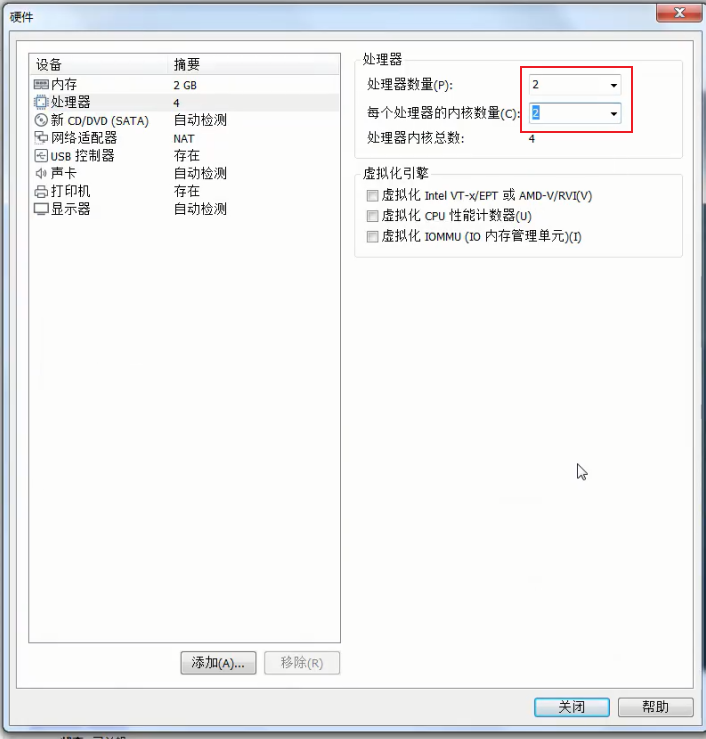 硬件
设备 摘要
内存 2 GB
处理器 4
新 CD/DVD (SATA) 自动检测
网络适配器 NAT
USB 控制器 存在
声卡 自动检测
打印机 存在
显示器 自动检测
添加(A)... 移除(R)
处理器
处理器数量(P): 2
每个处理器的内核数量(C): 2
处理器内核总数: 4
虚拟化引擎
虚拟化 Intel VT-x/EPT 或 AMD-V/RVI(V)
虚拟化 CPU 性能计数器(U)
虚拟化 IOMMU (IO 内存管理单元)(I)
关闭 帮助